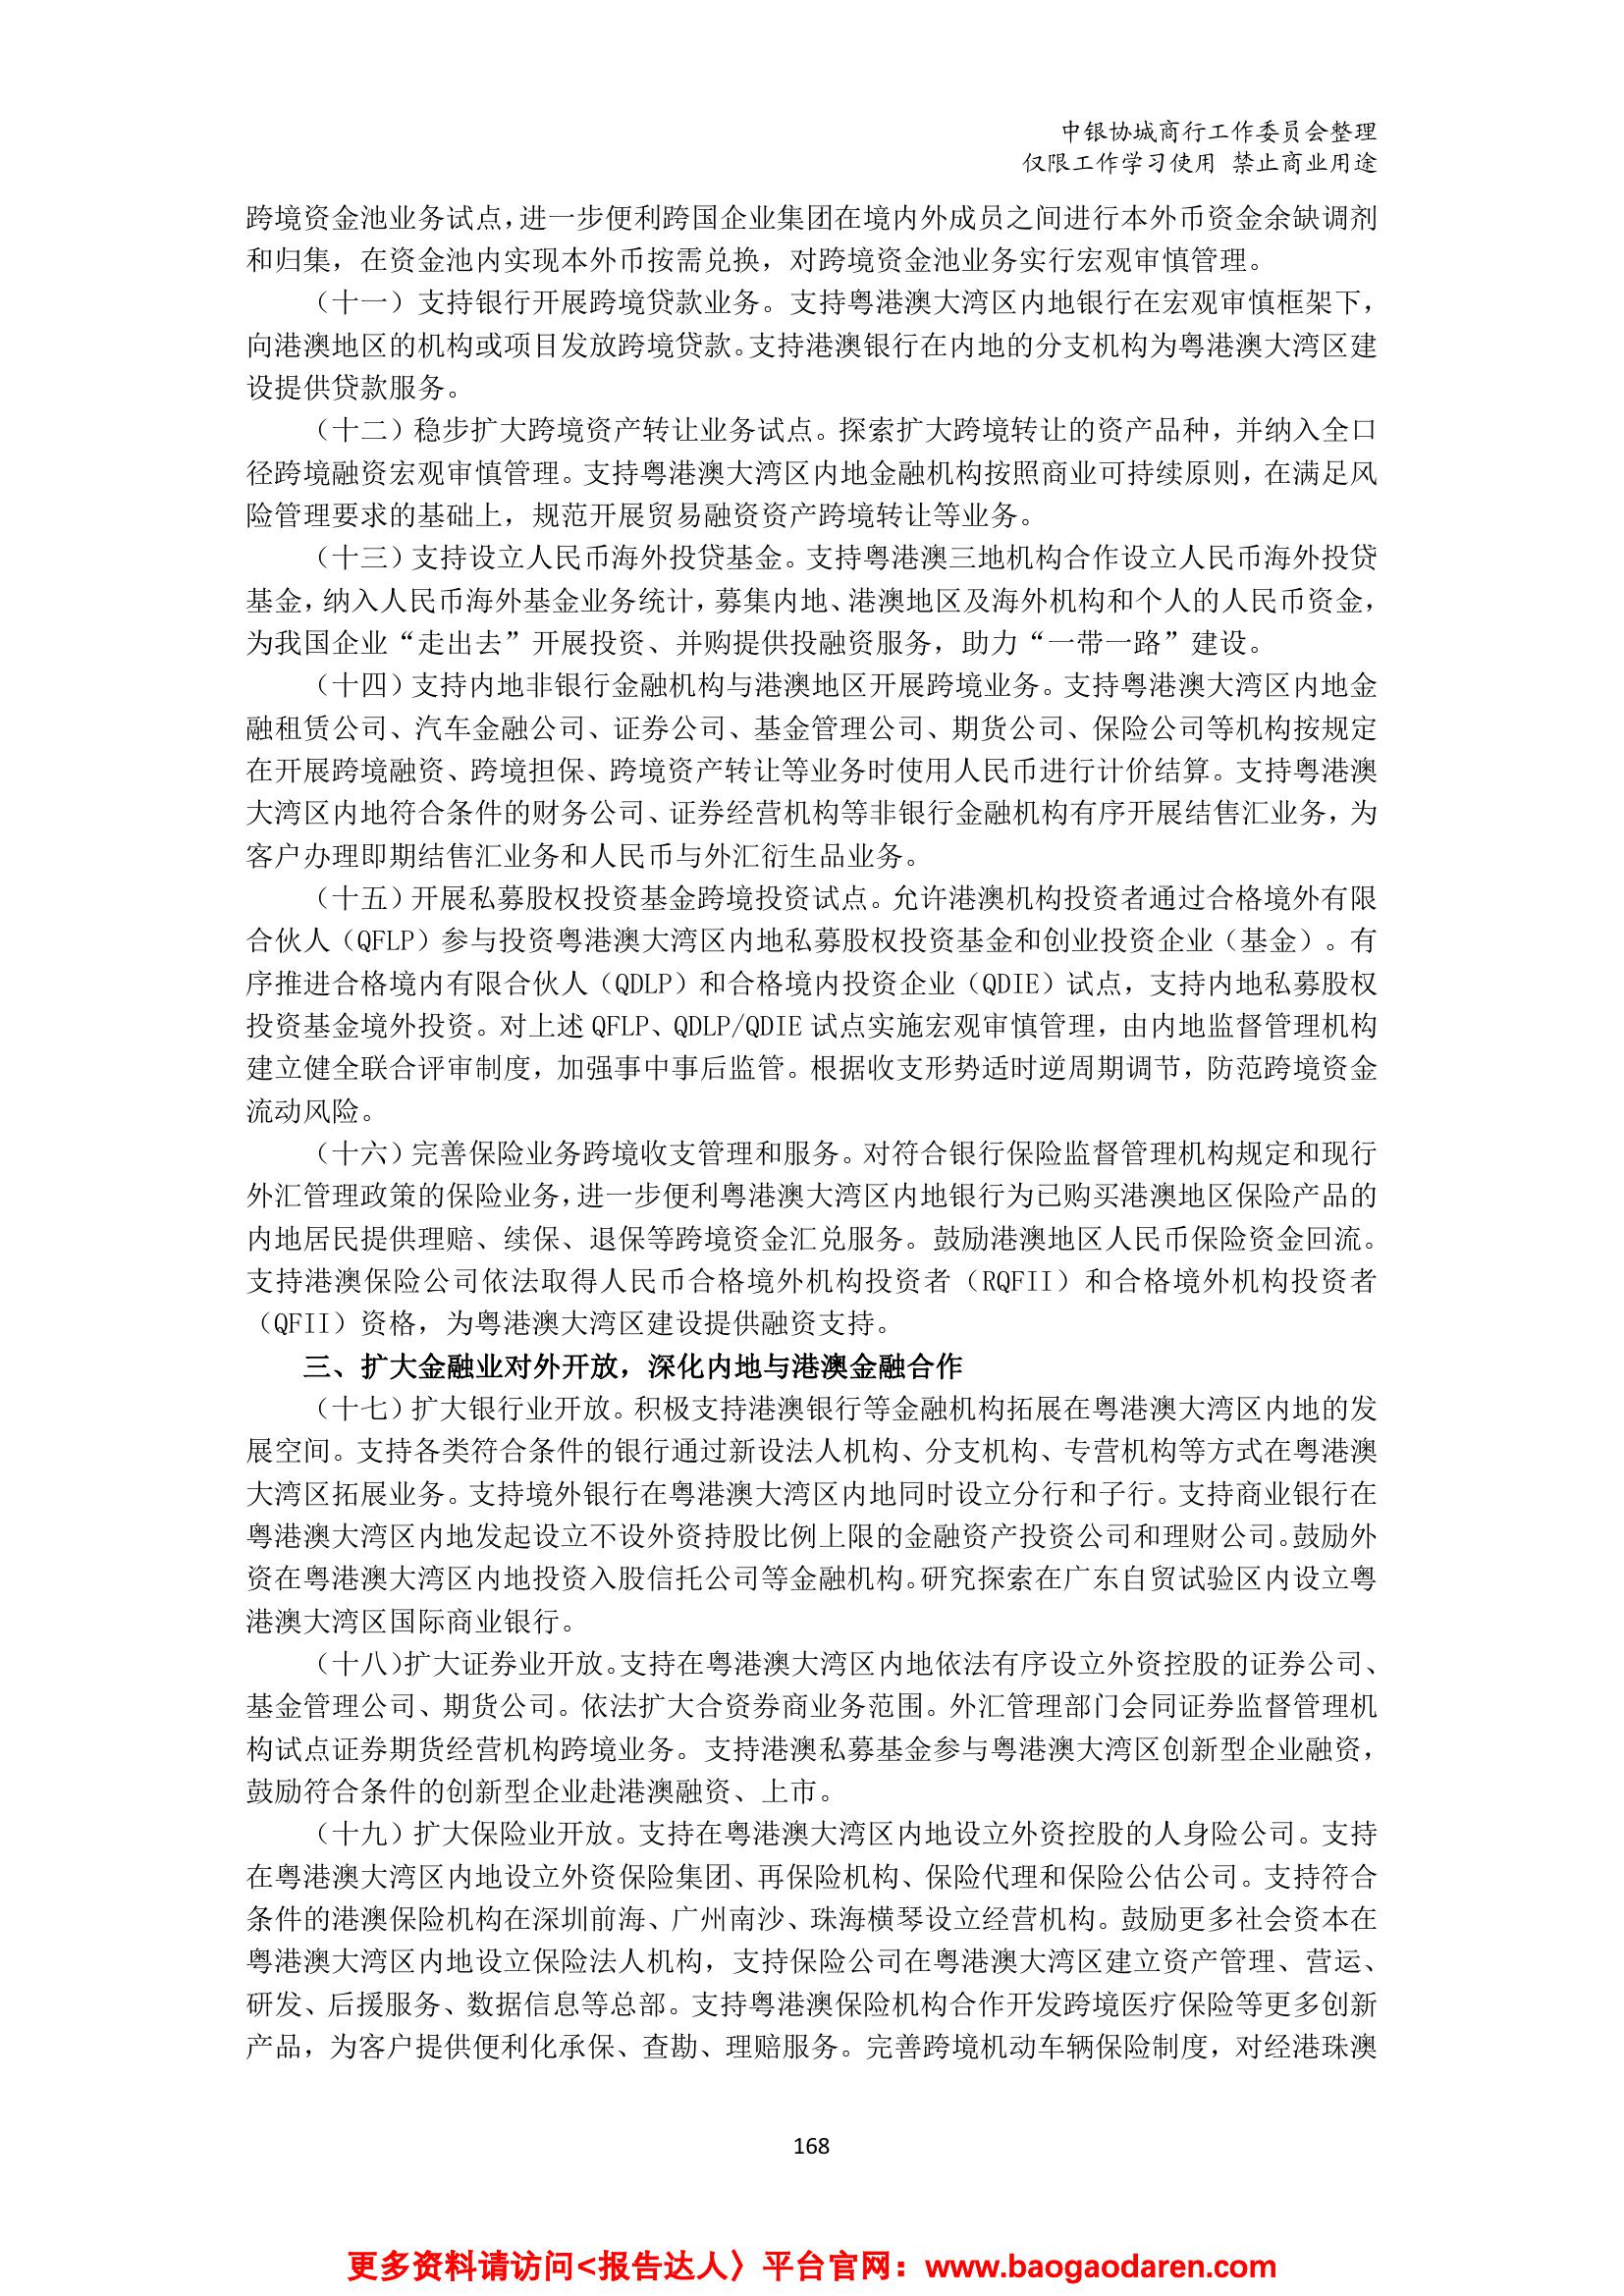 中银协城商行工作委员会整理
仅限工作学习使用 禁止商业用途
跨境资金池业务试点，进一步便利跨国企业集团在境内外成员之间进行本外币资金余缺调剂
和归集，在资金池内实现本外币按需兑换，对跨境资金池业务实行宏观审慎管理。
（十一）支持银行开展跨境贷款业务。支持粤港澳大湾区内地银行在宏观审慎框架下，
向港澳地区的机构或项目发放跨境贷款。支持港澳银行在内地的分支机构为粤港澳大湾区建
设提供贷款服务。
（十二）稳步扩大跨境资产转让业务试点。探索扩大跨境转让的资产品种，并纳入全口
径跨境融资宏观审慎管理。支持粤港澳大湾区内地金融机构按照商业可持续原则，在满足风
险管理要求的基础上，规范开展贸易融资资产跨境转让等业务。
（十三）支持设立人民币海外投贷基金。支持粤港澳三地机构合作设立人民币海外投贷
基金，纳入人民币海外基金业务统计，募集内地、港澳地区及海外机构和个人的人民币资金，
为我国企业“走出去”开展投资、并购提供投融资服务，助力“一带一路”建设。
（十四）支持内地非银行金融机构与港澳地区开展跨境业务。支持粤港澳大湾区内地金
融租赁公司、汽车金融公司、证券公司、基金管理公司、期货公司、保险公司等机构按规定
在开展跨境融资、跨境担保、跨境资产转让等业务时使用人民币进行计价结算。支持粤港澳
大湾区内地符合条件的财务公司、证券经营机构等非银行金融机构有序开展结售汇业务，为
客户办理即期结售汇业务和人民币与外汇衍生品业务。
（十五）开展私募股权投资基金跨境投资试点。允许港澳机构投资者通过合格境外有限
合伙人（QFLP）参与投资粤港澳大湾区内地私募股权投资基金和创业投资企业（基金）。有
序推进合格境内有限合伙人（QDLP）和合格境内投资企业（QDIE）试点，支持内地私募股权
投资基金境外投资。对上述 QFLP、QDLP/QDIE 试点实施宏观审慎管理，由内地监督管理机构
建立健全联合评审制度，加强事中事后监管。根据收支形势适时逆周期调节，防范跨境资金
流动风险。
（十六）完善保险业务跨境收支管理和服务。对符合银行保险监督管理机构规定和现行
外汇管理政策的保险业务，进一步便利粤港澳大湾区内地银行为已购买港澳地区保险产品的
内地居民提供理赔、续保、退保等跨境资金汇兑服务。鼓励港澳地区人民币保险资金回流。
支持港澳保险公司依法取得人民币合格境外机构投资者（RQFII）和合格境外机构投资者
（QFII）资格，为粤港澳大湾区建设提供融资支持。
三、扩大金融业对外开放，深化内地与港澳金融合作
（十七）扩大银行业开放。积极支持港澳银行等金融机构拓展在粤港澳大湾区内地的发
展空间。支持各类符合条件的银行通过新设法人机构、分支机构、专营机构等方式在粤港澳
大湾区拓展业务。支持境外银行在粤港澳大湾区内地同时设立分行和子行。支持商业银行在
粤港澳大湾区内地发起设立不设外资持股比例上限的金融资产投资公司和理财公司。鼓励外
资在粤港澳大湾区内地投资入股信托公司等金融机构。研究探索在广东自贸试验区内设立粤
港澳大湾区国际商业银行。
（十八）扩大证券业开放。支持在粤港澳大湾区内地依法有序设立外资控股的证券公司、
基金管理公司、期货公司。依法扩大合资券商业务范围。外汇管理部门会同证券监督管理机
构试点证券期货经营机构跨境业务。支持港澳私募基金参与粤港澳大湾区创新型企业融资，
鼓励符合条件的创新型企业赴港澳融资、上市。
（十九）扩大保险业开放。支持在粤港澳大湾区内地设立外资控股的人身险公司。支持
在粤港澳大湾区内地设立外资保险集团、再保险机构、保险代理和保险公估公司。支持符合
条件的港澳保险机构在深圳前海、广州南沙、珠海横琴设立经营机构。鼓励更多社会资本在
粤港澳大湾区内地设立保险法人机构，支持保险公司在粤港澳大湾区建立资产管理、营运、
研发、后援服务、数据信息等总部。支持粤港澳保险机构合作开发跨境医疗保险等更多创新
产品，为客户提供便利化承保、查勘、理赔服务。完善跨境机动车辆保险制度，对经港珠澳
168
更多资料请访问<报告达人〉平台官网：www.baogaodaren.com